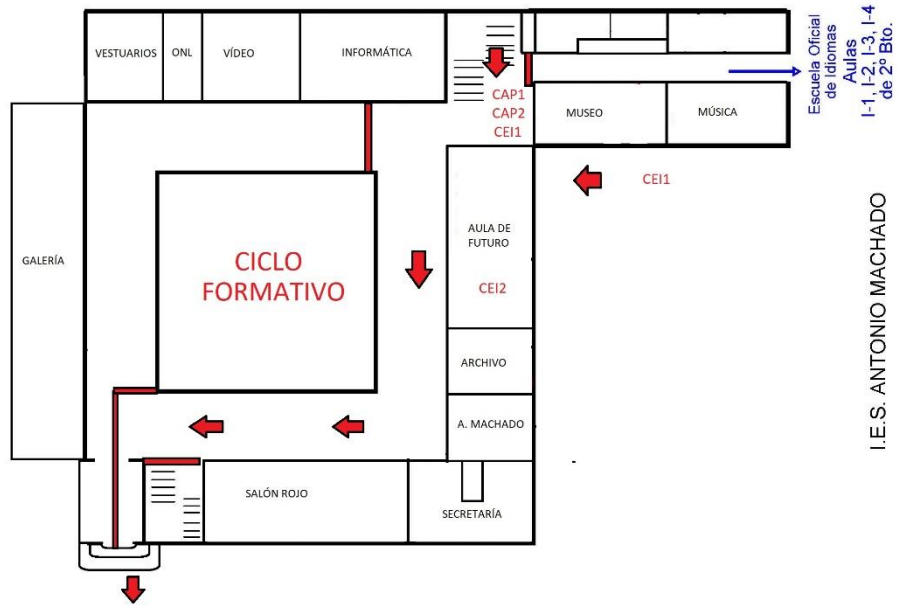 VESTUARIOS
ONL
VÍDEO
INFORMÁTICA
CAP1
CAP2
CEI1
MUSEO
MÚSICA
Escuela Oficial
de Idiomas
Aulas
I-1, I-2, I-3, I-4
de 2º Bto.
CEI1
GALERÍA
CICLO
FORMATIVO
AULA DE
FUTURO
CEI2
ARCHIVO
A. MACHADO
SALÓN ROJO
SECRETARÍA
I.E.S. ANTONIO MACHADO